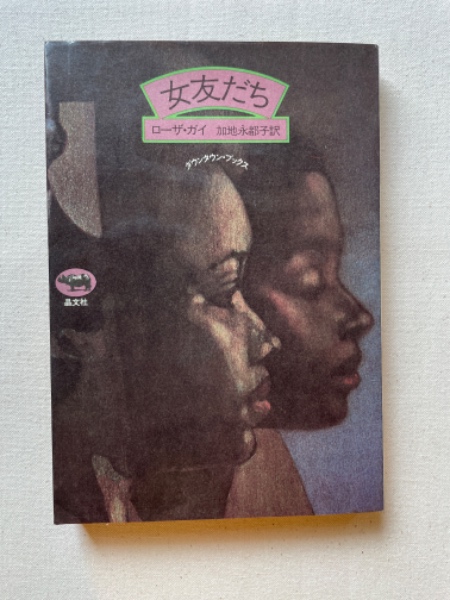 女友だち
ローザ・ガイ 加地永都子訳
ダウンタウン・ブックス
晶文社